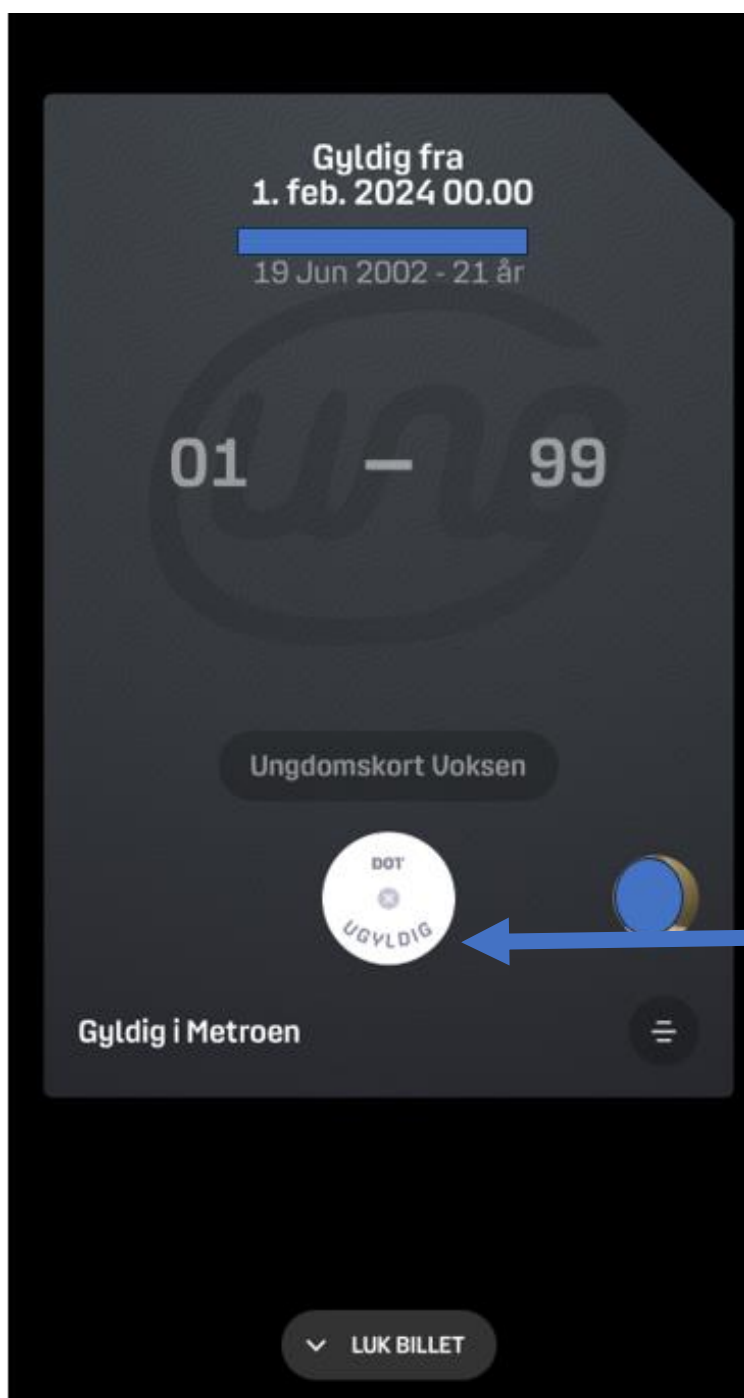 Gyldig fra
1. feb. 2024 00.00
19 Jun 2002 - 21 år
ung
01 – 99
Ungdomskort Voksen
DOT
UGYLDIG
Gyldig i Metroen
LUK BILLET